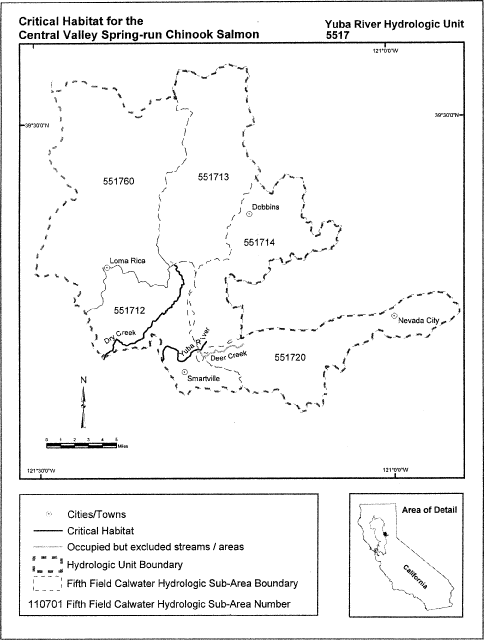 Critical Habitat for the
Central Valley Spring-run Chinook Salmon
Yuba River Hydrologic Unit
5517
121°0'0"W
39°30'0"N
39°30'0"N
551760
551713
Dobbins
551714
Loma Rica
551712
Dry Creek
Yuba River
Deer Creek
Nevada City
551720
Smartville
N
0 1 2 3 4 5
Miles
121°30'0"W
121°0'0"W
Cities/Towns
Critical Habitat
Occupied but excluded streams / areas
Hydrologic Unit Boundary
Fifth Field Calwater Hydrologic Sub-Area Boundary
110701 Fifth Field Calwater Hydrologic Sub-Area Number
Area of Detail
California